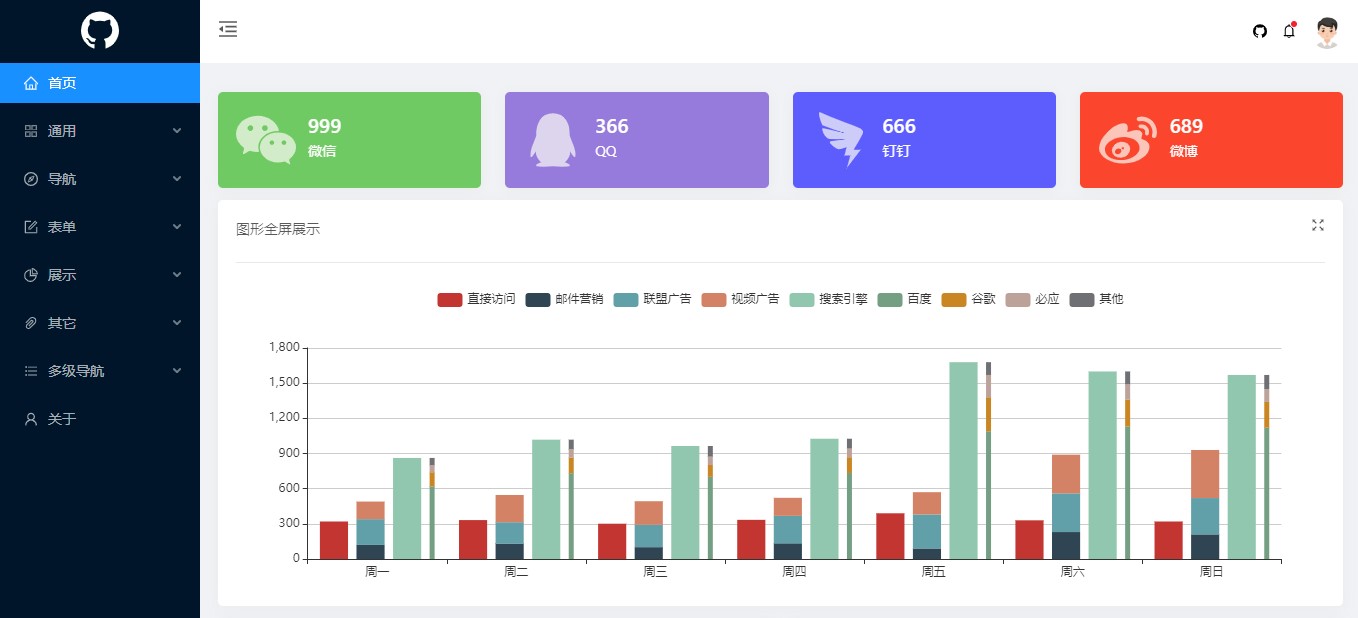 首页
通用
导航
表单
展示
其它
多级导航
关于
999
微信
366
QQ
666
钉钉
689
微博
图形全屏展示
直接访问 邮件营销 联盟广告 视频广告 搜索引擎 百度 谷歌 必应 其他
1,800
1,500
1,200
900
600
300
0
周一 周二 周三 周四 周五 周六 周日